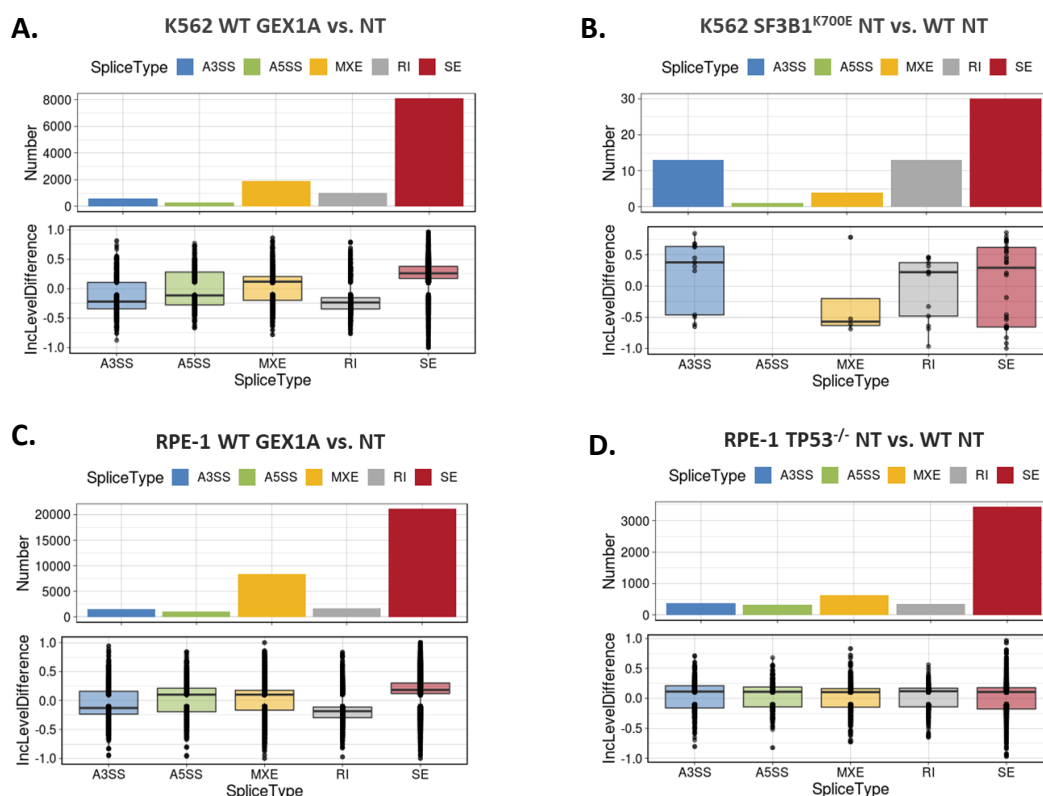 A.
K562 WT GEX1A vs. NT
SpliceType A3SS A5SS MXE RI SE
Number
8000
6000
4000
2000
0
IncLevelDifference
1.0
0.5
0.0
-0.5
-1.0
A3SS A5SS MXE RI SE
SpliceType
B.
K562 SF3B1K700E NT vs. WT NT
SpliceType A3SS A5SS MXE RI SE
Number
30
20
10
0
IncLevelDifference
0.5
0.0
-0.5
-1.0
A3SS A5SS MXE RI SE
SpliceType
C.
RPE-1 WT GEX1A vs. NT
SpliceType A3SS A5SS MXE RI SE
Number
20000
15000
10000
5000
0
IncLevelDifference
1.0
0.5
0.0
-0.5
-1.0
A3SS A5SS MXE RI SE
SpliceType
D.
RPE-1 TP53-/- NT vs. WT NT
SpliceType A3SS A5SS MXE RI SE
Number
3000
2000
1000
0
IncLevelDifference
1.0
0.5
0.0
-0.5
-1.0
A3SS A5SS MXE RI SE
SpliceType